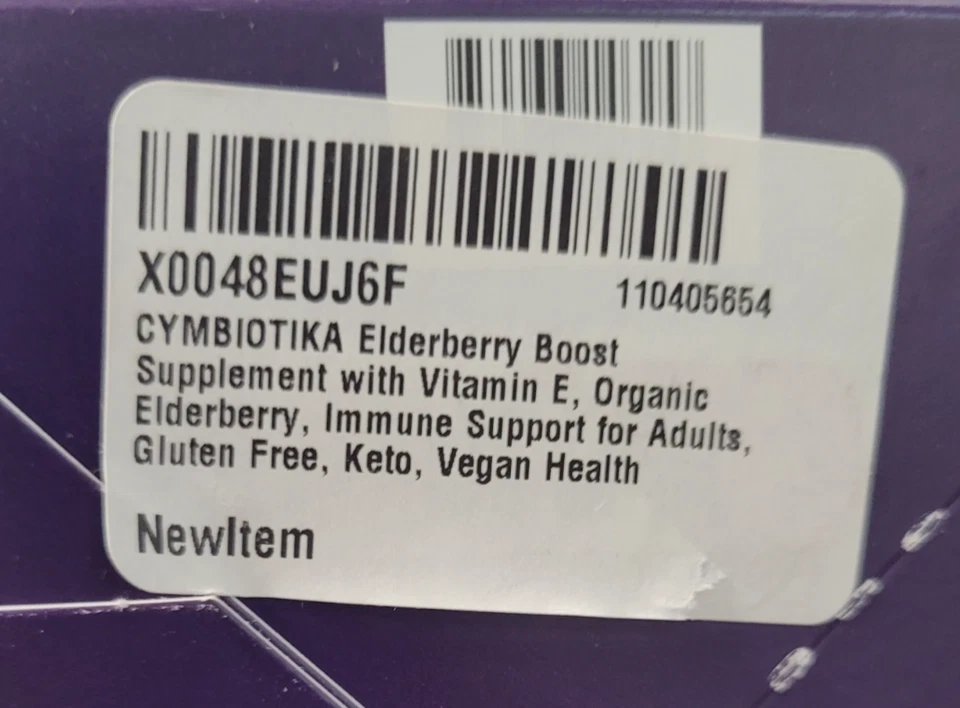 X0048EUJ6F 110405654
CYMBIOTIKA Elderberry Boost
Supplement with Vitamin E, Organic
Elderberry, Immune Support for Adults,
Gluten Free, Keto, Vegan Health
NewItem